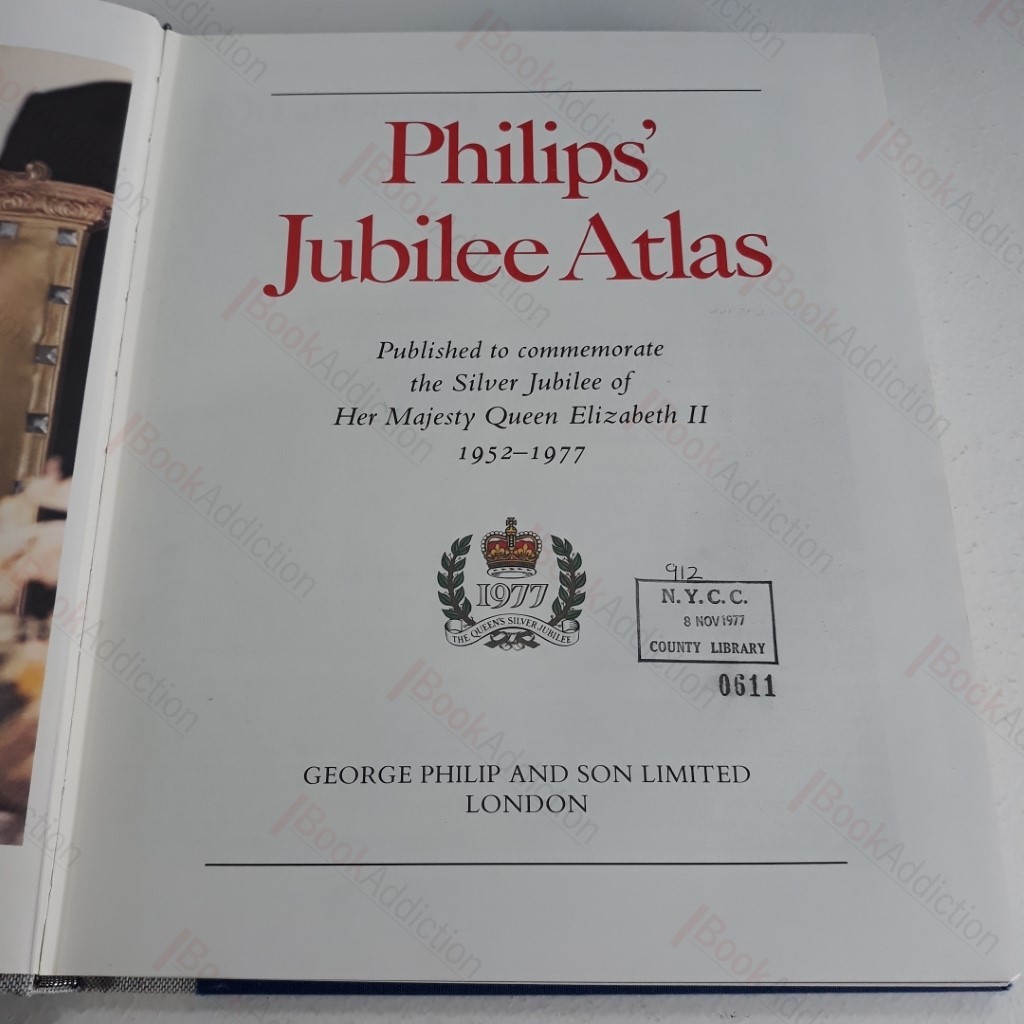 Philips'
Jubilee Atlas
Published to commemorate
the Silver Jubilee of
Her Majesty Queen Elizabeth II
1952–1977
1977
THE QUEEN'S SILVER JUBILEE
912
N.Y.C.C.
8 NOV 1977
COUNTY LIBRARY
0611
GEORGE PHILIP AND SON LIMITED
LONDON
BookAddiction